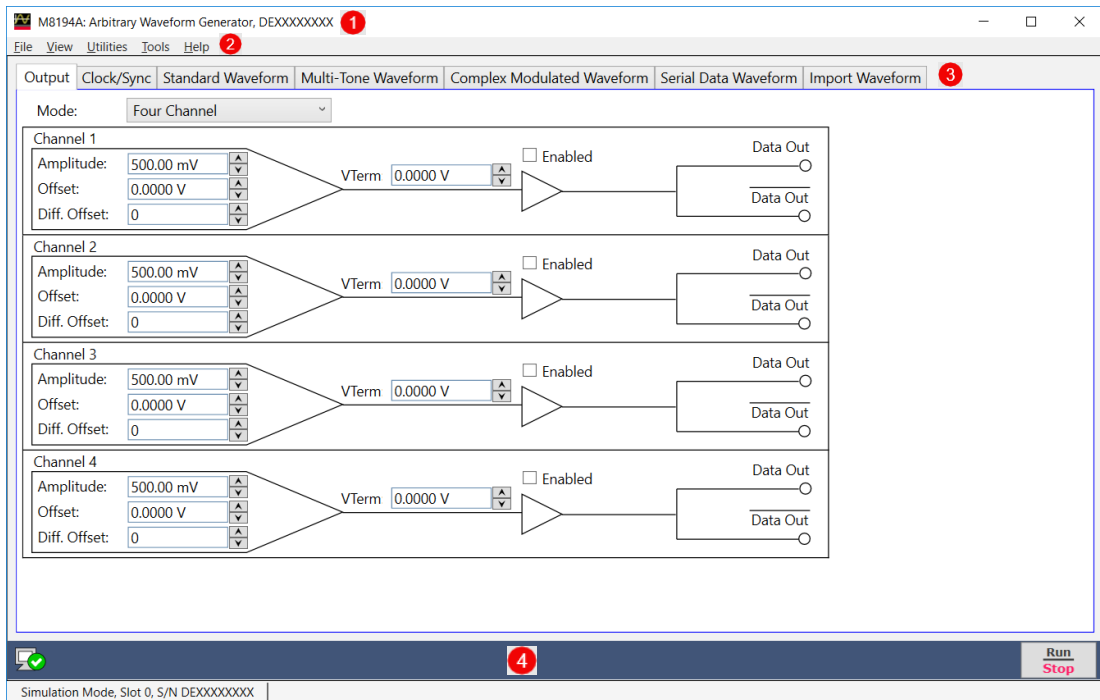 M8194A: Arbitrary Waveform Generator, DEXXXXXXXX 1
File View Utilities Tools Help 2
Output Clock/Sync Standard Waveform Multi-Tone Waveform Complex Modulated Waveform Serial Data Waveform Import Waveform 3
Mode: Four Channel
Channel 1
Amplitude: 500.00 mV
Offset: 0.0000 V
Diff. Offset: 0
VTerm 0.0000 V
Enabled
Data Out
Data Out
Channel 2
Amplitude: 500.00 mV
Offset: 0.0000 V
Diff. Offset: 0
VTerm 0.0000 V
Enabled
Data Out
Data Out
Channel 3
Amplitude: 500.00 mV
Offset: 0.0000 V
Diff. Offset: 0
VTerm 0.0000 V
Enabled
Data Out
Data Out
Channel 4
Amplitude: 500.00 mV
Offset: 0.0000 V
Diff. Offset: 0
VTerm 0.0000 V
Enabled
Data Out
Data Out
4
Run
Stop
Simulation Mode, Slot 0, S/N DEXXXXXXXX